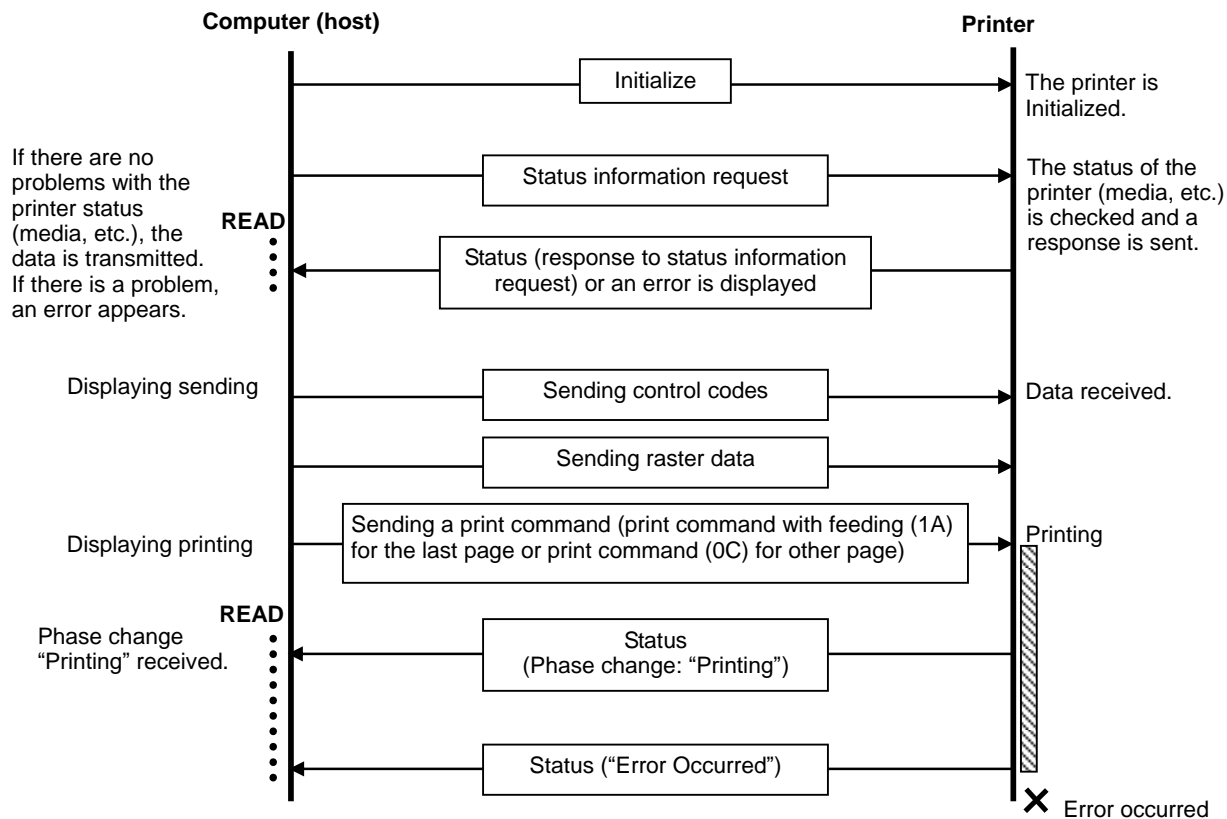 Computer (host)
Printer
Initialize
The printer is
Initialized.
If there are no
problems with the
printer status
(media, etc.), the
data is transmitted.
If there is a problem,
an error appears.
Status information request
The status of the
printer (media, etc.)
is checked and a
response is sent.
READ
Status (response to status information
request) or an error is displayed
Displaying sending
Sending control codes
Data received.
Sending raster data
Displaying printing
Sending a print command (print command with feeding (1A)
for the last page or print command (0C) for other page)
Printing
READ
Phase change
“Printing” received.
Status
(Phase change: “Printing”)
Status (“Error Occurred”)
Error occurred